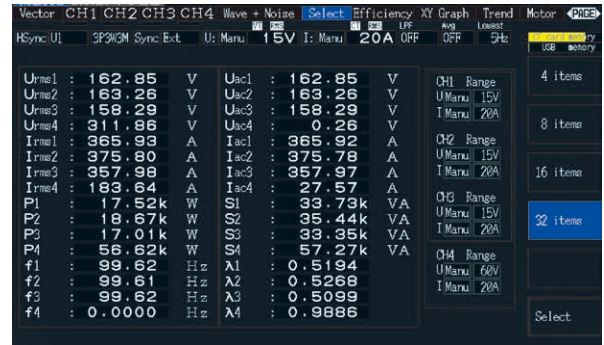 Vector CH1 CH2 CH3 CH4 Wave + Noise Select Efficiency XY Graph Trend Motor PAGE
VT RMS CT RMS LPF Avg Lowest
HSync U1 3P3W3M Sync Ext U: Manu 15V I: Manu 20A OFF OFF 5Hz CF card memory
USB memory
Urms1 : 162.85 V Uac1 : 162.85 V
Urms2 : 163.26 V Uac2 : 163.26 V
Urms3 : 158.29 V Uac3 : 158.29 V
Urms4 : 311.86 V Uac4 : 0.26 V
Irms1 : 365.93 A Iac1 : 365.92 A
Irms2 : 375.80 A Iac2 : 375.78 A
Irms3 : 357.98 A Iac3 : 357.97 A
Irms4 : 183.64 A Iac4 : 27.57 A
P1 : 17.52k W S1 : 33.73k VA
P2 : 18.67k W S2 : 35.44k VA
P3 : 17.01k W S3 : 33.35k VA
P4 : 56.62k W S4 : 57.27k VA
f1 : 99.62 Hz λ1 : 0.5194
f2 : 99.61 Hz λ2 : 0.5268
f3 : 99.62 Hz λ3 : 0.5099
f4 : 0.0000 Hz λ4 : 0.9886
CH1 Range
U Manu 15V
I Manu 20A
CH2 Range
U Manu 15V
I Manu 20A
CH3 Range
U Manu 15V
I Manu 20A
CH4 Range
U Manu 60V
I Manu 20A
4 items
8 items
16 items
32 items
Select